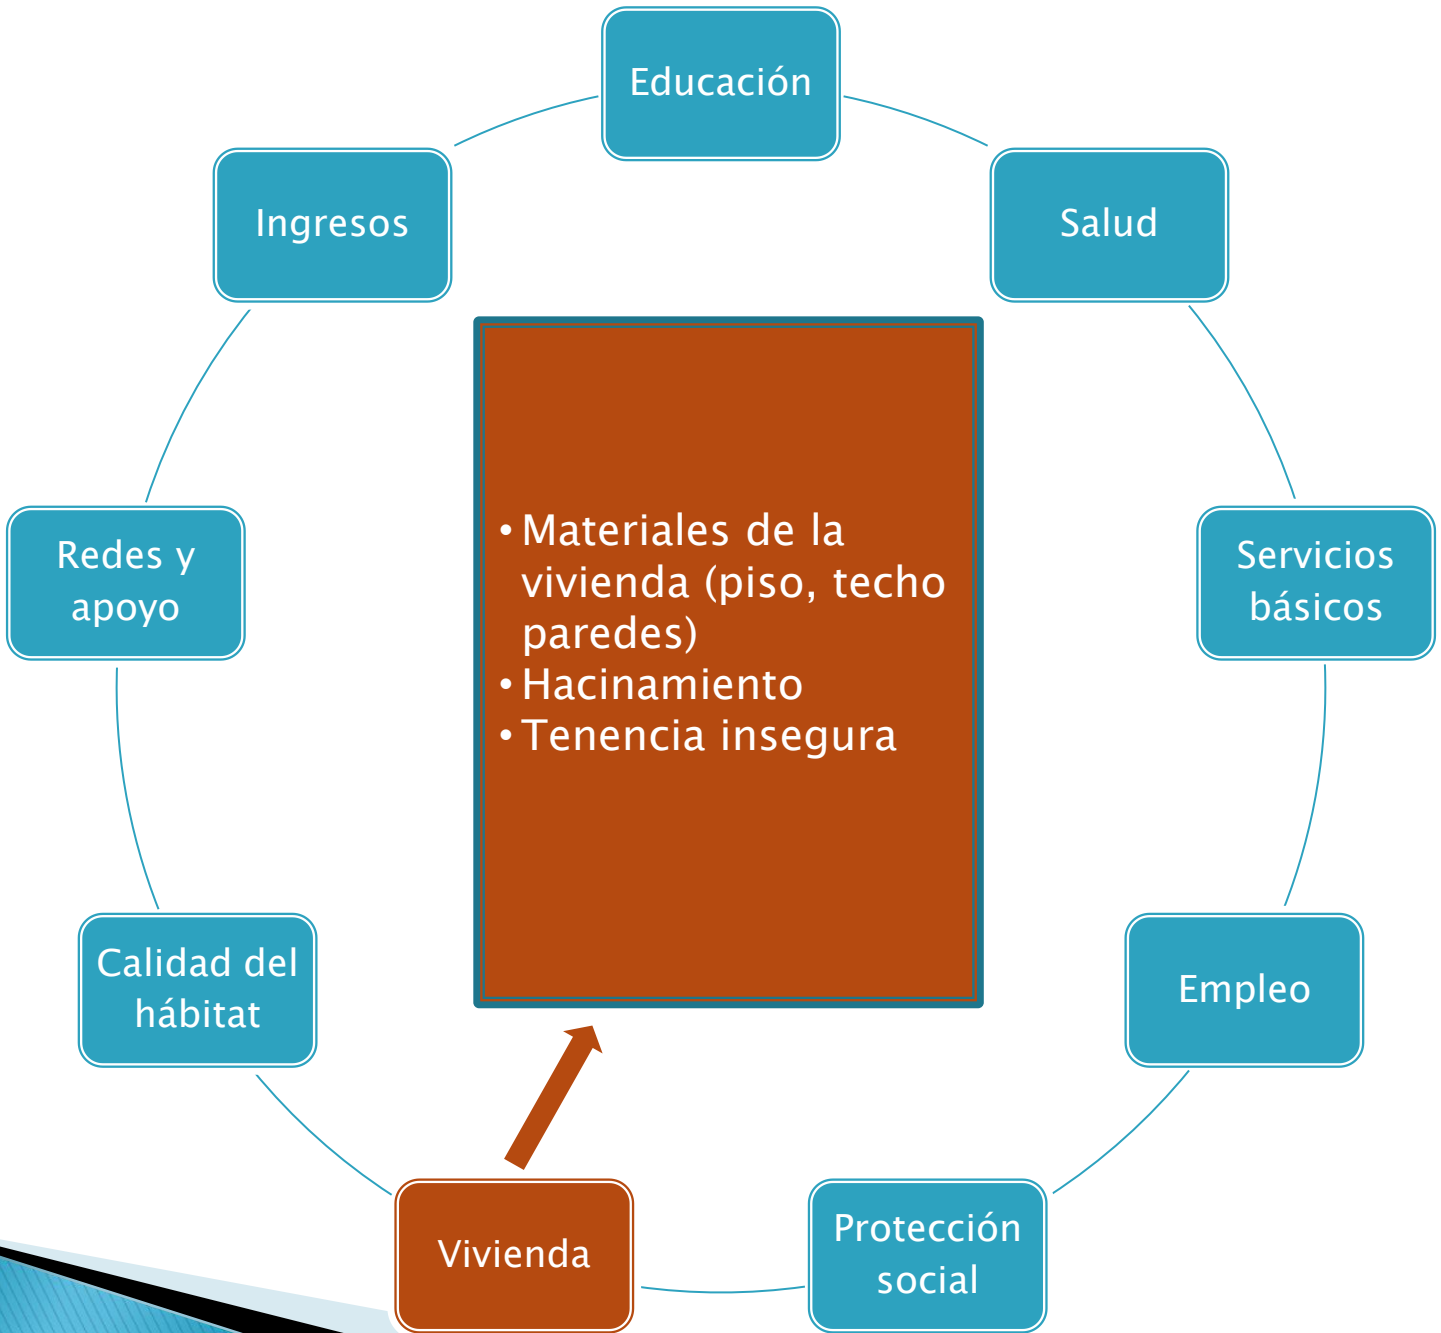 Educación
Ingresos
Salud
• Materiales de la
vivienda (piso, techo
paredes)
• Hacinamiento
• Tenencia insegura
Redes y
apoyo
Servicios
básicos
Calidad del
hábitat
Empleo
Vivienda
Protección
social